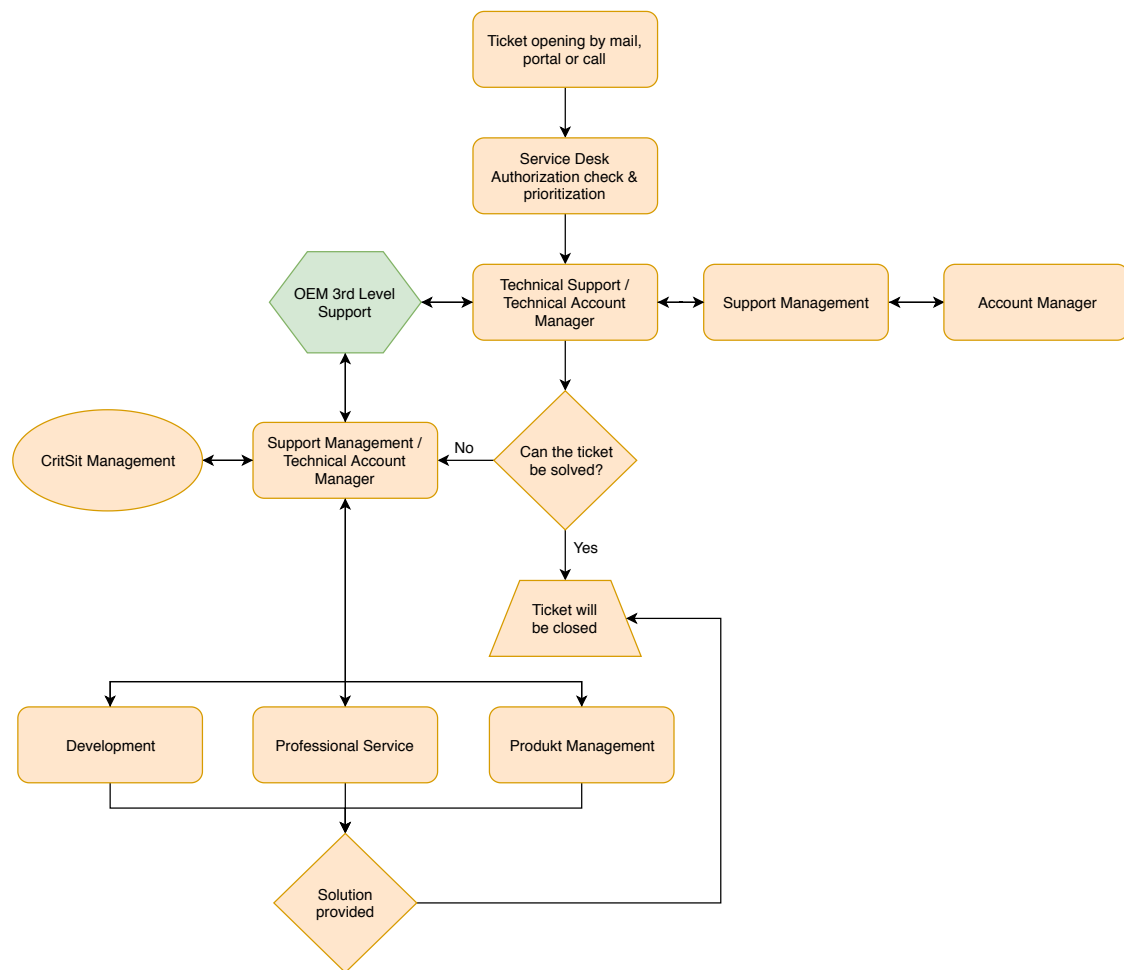 Ticket opening by mail,
portal or call
Service Desk
Authorization check &
prioritization
OEM 3rd Level
Support
Technical Support /
Technical Account
Manager
Support Management
Account Manager
CritSit Management
Support Management /
Technical Account
Manager
No
Can the ticket
be solved?
Yes
Ticket will
be closed
Development
Professional Service
Produkt Management
Solution
provided